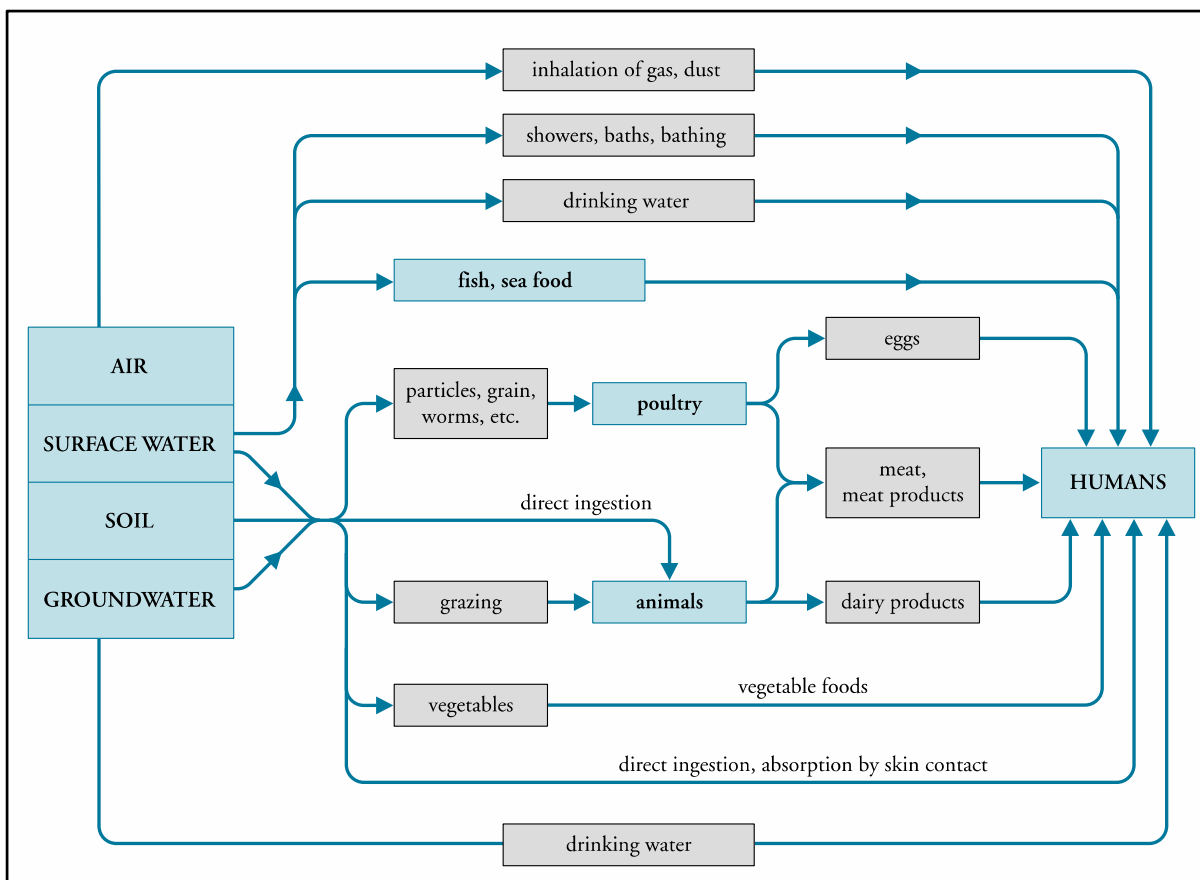 inhalation of gas, dust
showers, baths, bathing
drinking water
fish, sea food
AIR
SURFACE WATER
SOIL
GROUNDWATER
particles, grain,
worms, etc.
poultry
eggs
meat,
meat products
HUMANS
direct ingestion
grazing
animals
dairy products
vegetables
vegetable foods
direct ingestion, absorption by skin contact
drinking water